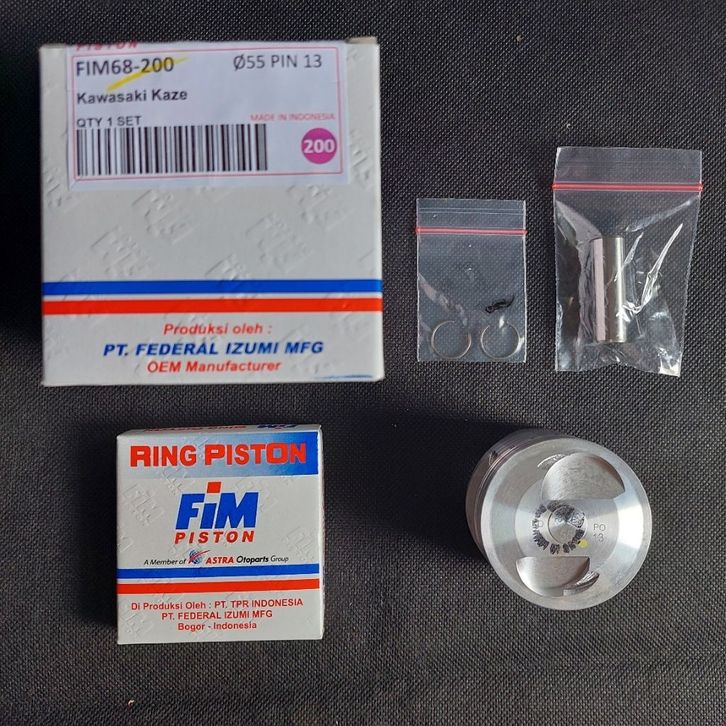 PISTON
FIM68-200 Ø55 PIN 13
Kawasaki Kaze
QTY 1 SET
MADE IN INDONESIA
200
Produksi oleh :
PT. FEDERAL IZUMI MFG
OEM Manufacturer
RING PISTON
FiM
PISTON
A Member of ASTRA Otoparts Group
Di Produksi Oleh : PT. TPR INDONESIA
PT. FEDERAL IZUMI MFG
Bogor - Indonesia
PO
13